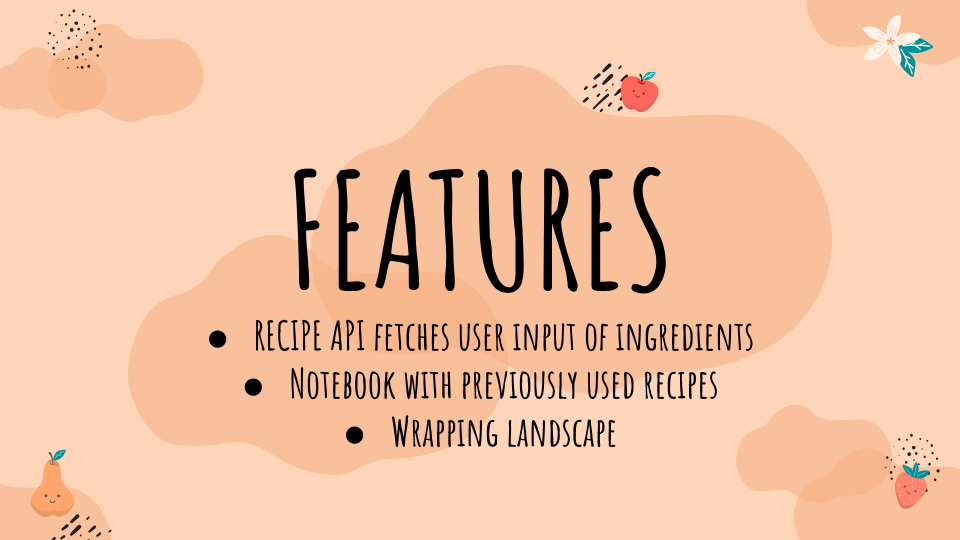 FEATURES
● RECIPE API FETCHES USER INPUT OF INGREDIENTS
● NOTEBOOK WITH PREVIOUSLY USED RECIPES
● WRAPPING LANDSCAPE